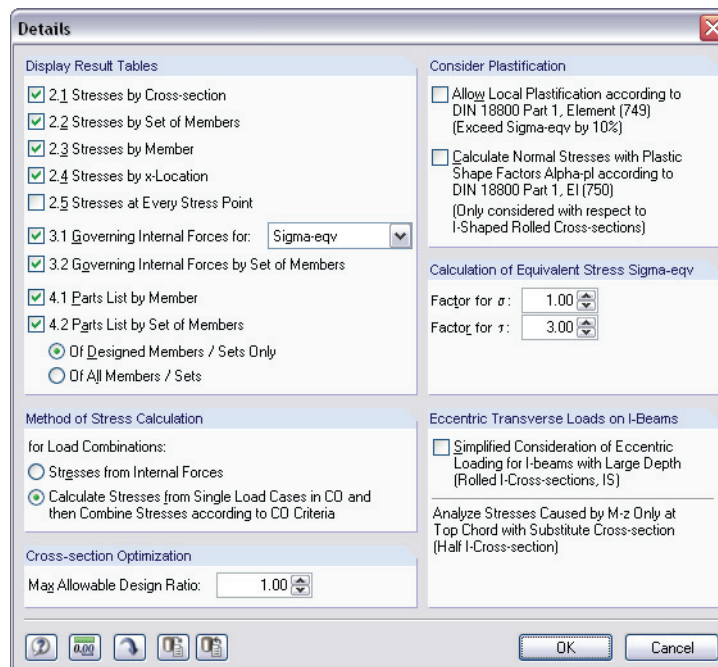 Details
Display Result Tables
2.1 Stresses by Cross-section
2.2 Stresses by Set of Members
2.3 Stresses by Member
2.4 Stresses by x-Location
2.5 Stresses at Every Stress Point
3.1 Governing Internal Forces for: Sigma-eqv
3.2 Governing Internal Forces by Set of Members
4.1 Parts List by Member
4.2 Parts List by Set of Members
Of Designed Members / Sets Only
Of All Members / Sets
Method of Stress Calculation
for Load Combinations:
Stresses from Internal Forces
Calculate Stresses from Single Load Cases in CO and
then Combine Stresses according to CO Criteria
Cross-section Optimization
Max Allowable Design Ratio: 1.00
Consider Plastification
Allow Local Plastification according to
DIN 18800 Part 1, Element (749)
(Exceed Sigma-eqv by 10%)
Calculate Normal Stresses with Plastic
Shape Factors Alpha-pl according to
DIN 18800 Part 1, El (750)
(Only considered with respect to
I-Shaped Rolled Cross-sections)
Calculation of Equivalent Stress Sigma-eqv
Factor for σ: 1.00
Factor for τ: 3.00
Eccentric Transverse Loads on I-Beams
Simplified Consideration of Eccentric
Loading for I-beams with Large Depth
(Rolled I-Cross-sections, IS)
Analyze Stresses Caused by M-z Only at
Top Chord with Substitute Cross-section
(Half I-Cross-section)
0.00
OK
Cancel